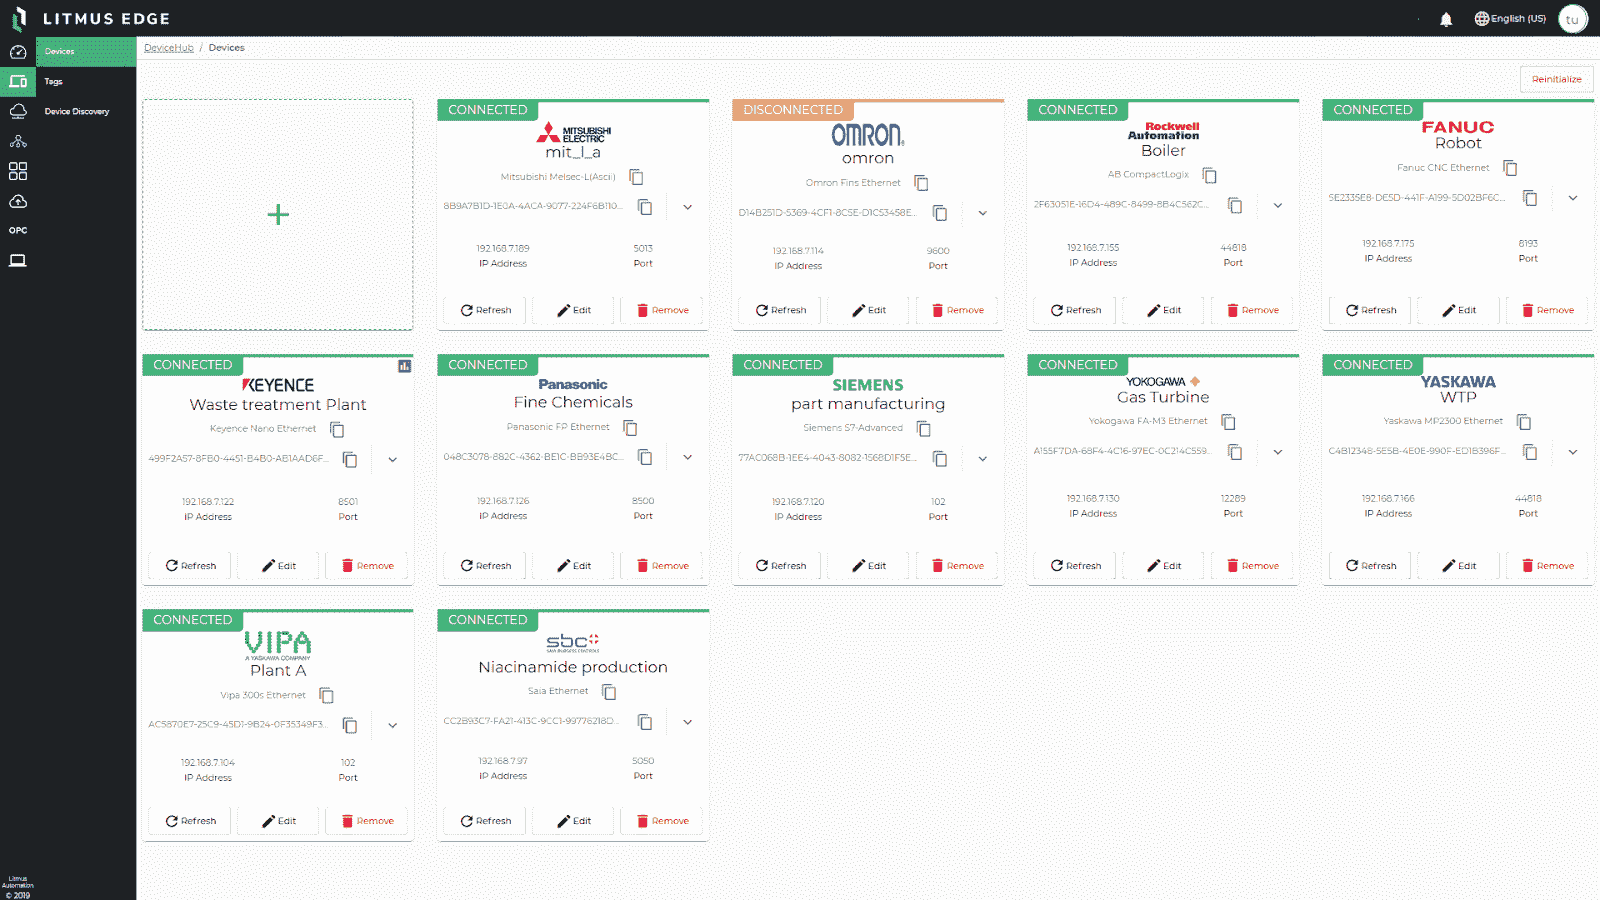 LITMUS EDGE
English (US)
tu
Devices
Tags
Device Discovery
OPC
Litmus
Automation
© 2019
DeviceHub / Devices
Reinitialize
CONNECTED
MITSUBISHI
ELECTRIC
mit_l_a
Mitsubishi Melsec-L(Ascii)
8B9A7B1D-1E0A-4ACA-9077-224F6B110...
192.168.7.189
IP Address
5013
Port
Refresh
Edit
Remove
DISCONNECTED
OMRON
omron
Omron Fins Ethernet
D14B251D-5369-4CF1-8C5E-D1C53458E...
192.168.7.114
IP Address
9600
Port
Refresh
Edit
Remove
CONNECTED
Rockwell
Automation
Boiler
AB CompactLogix
2F63051E-16D4-489C-8499-8B4C562C...
192.168.7.155
IP Address
44818
Port
Refresh
Edit
Remove
CONNECTED
FANUC
Robot
Fanuc CNC Ethernet
5E2335E8-DE5D-441F-A199-5D02BF6C...
192.168.7.175
IP Address
8193
Port
Refresh
Edit
Remove
CONNECTED
KEYENCE
Waste treatment Plant
Keyence Nano Ethernet
499F2A57-8FB0-4451-B4B0-AB1AAD6F...
192.168.7.122
IP Address
8501
Port
Refresh
Edit
Remove
CONNECTED
Panasonic
Fine Chemicals
Panasonic FP Ethernet
048C3078-882C-4362-BE1C-BB93E4BC...
192.168.7.126
IP Address
8500
Port
Refresh
Edit
Remove
CONNECTED
SIEMENS
part manufacturing
Siemens S7-Advanced
77AC068B-1EE4-4043-8082-1568D1F5E...
192.168.7.120
IP Address
102
Port
Refresh
Edit
Remove
CONNECTED
YOKOGAWA
Gas Turbine
Yokogawa FA-M3 Ethernet
A155F7DA-68F4-4C16-97EC-0C214C559...
192.168.7.130
IP Address
12289
Port
Refresh
Edit
Remove
CONNECTED
YASKAWA
WTP
Yaskawa MP2300 Ethernet
C4B12348-5E5B-4E0E-990F-ED1B396F...
192.168.7.166
IP Address
44818
Port
Refresh
Edit
Remove
CONNECTED
VIPA
A YASKAWA COMPANY
Plant A
Vipa 300s Ethernet
AC5870E7-25C9-45D1-9B24-0F35349F3...
192.168.7.104
IP Address
102
Port
Refresh
Edit
Remove
CONNECTED
sbc
SAIA BURGESS CONTROLS
Niacinamide production
Saia Ethernet
CC2B93C7-FA21-413C-9CC1-99776218D...
192.168.7.97
IP Address
5050
Port
Refresh
Edit
Remove